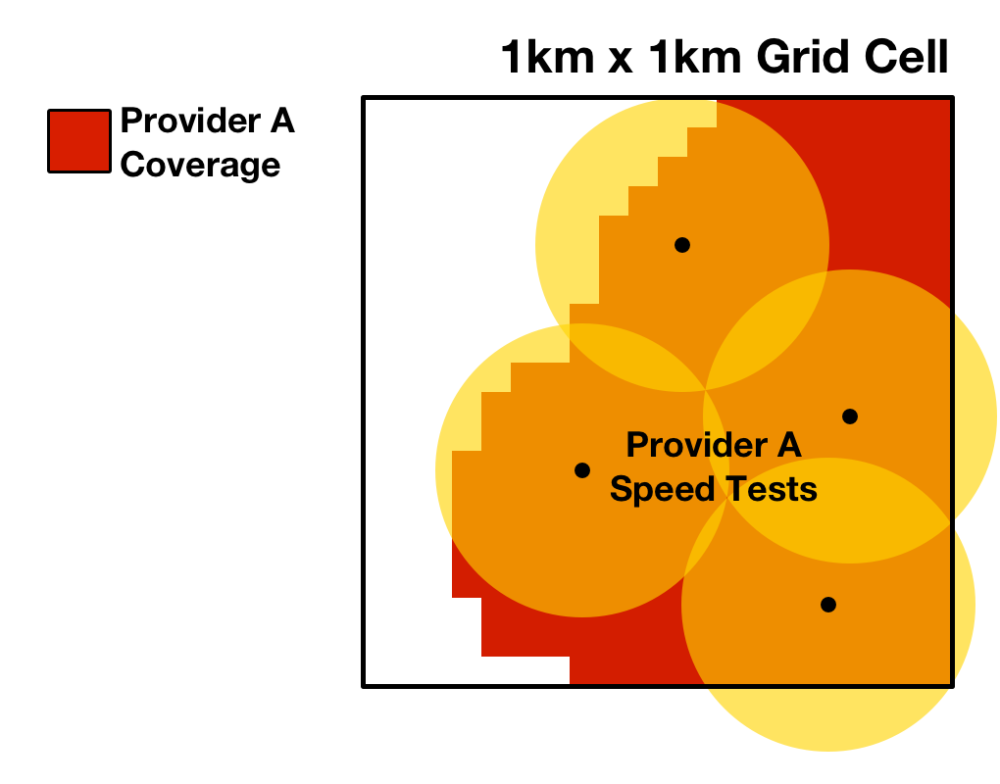 1km x 1km Grid Cell
Provider A
Coverage
Provider A
Speed Tests